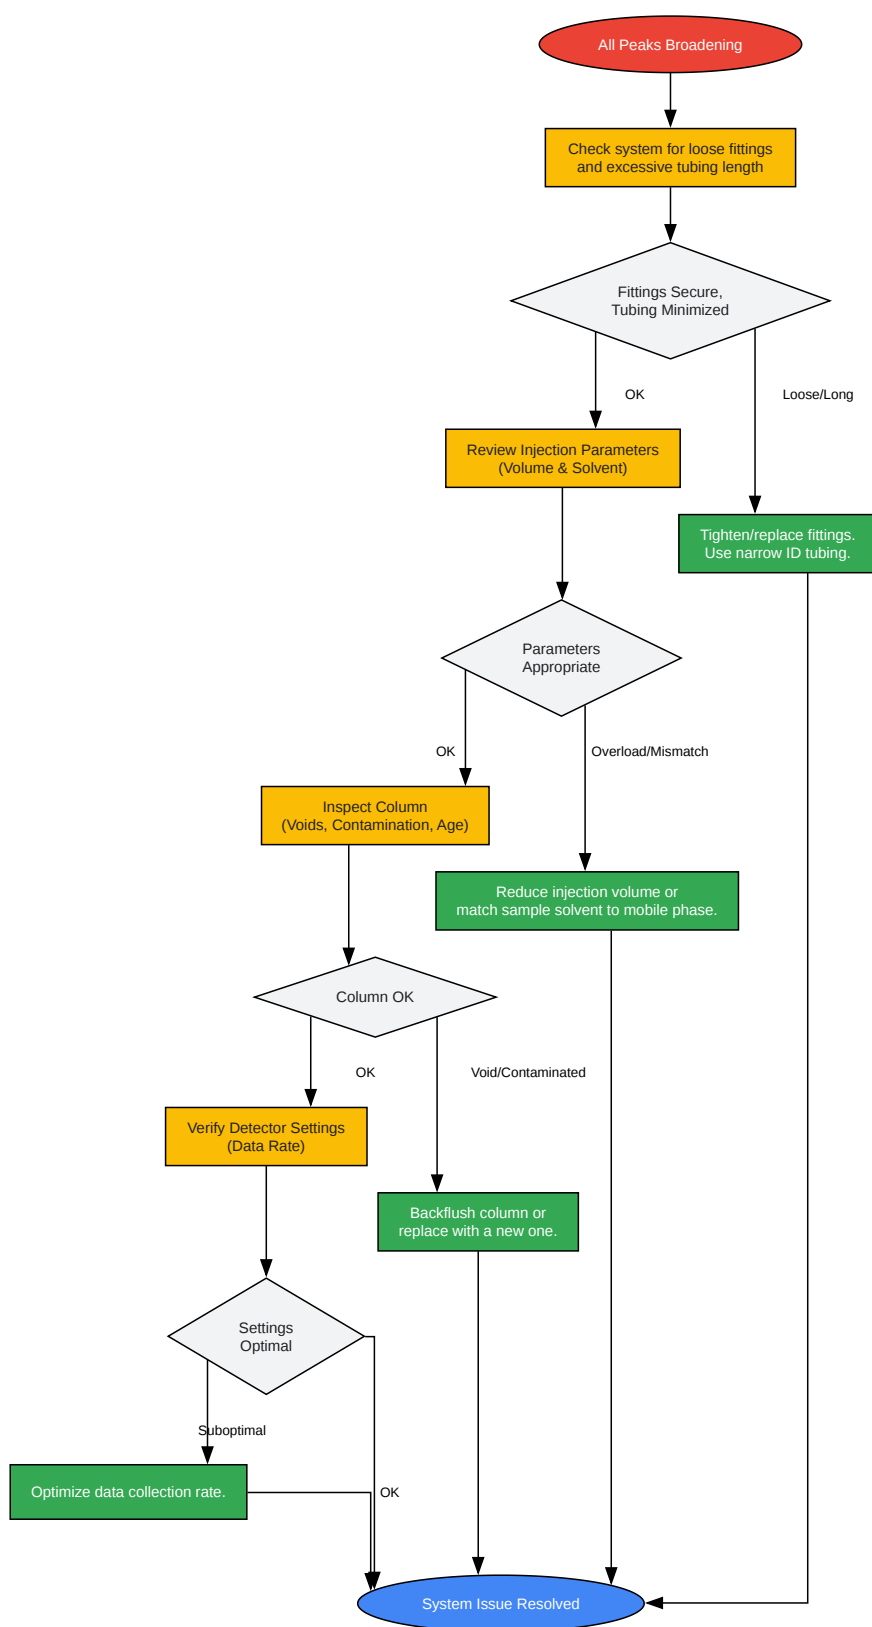 All Peaks Broadening
Check system for loose fittings
and excessive tubing length
Fittings Secure,
Tubing Minimized
OK
Loose/Long
Review Injection Parameters
(Volume & Solvent)
Tighten/replace fittings.
Use narrow ID tubing.
Parameters
Appropriate
OK
Overload/Mismatch
Inspect Column
(Voids, Contamination, Age)
Reduce injection volume or
match sample solvent to mobile phase.
Column OK
OK
Void/Contaminated
Verify Detector Settings
(Data Rate)
Backflush column or
replace with a new one.
Settings
Optimal
Suboptimal
Optimize data collection rate.
OK
System Issue Resolved